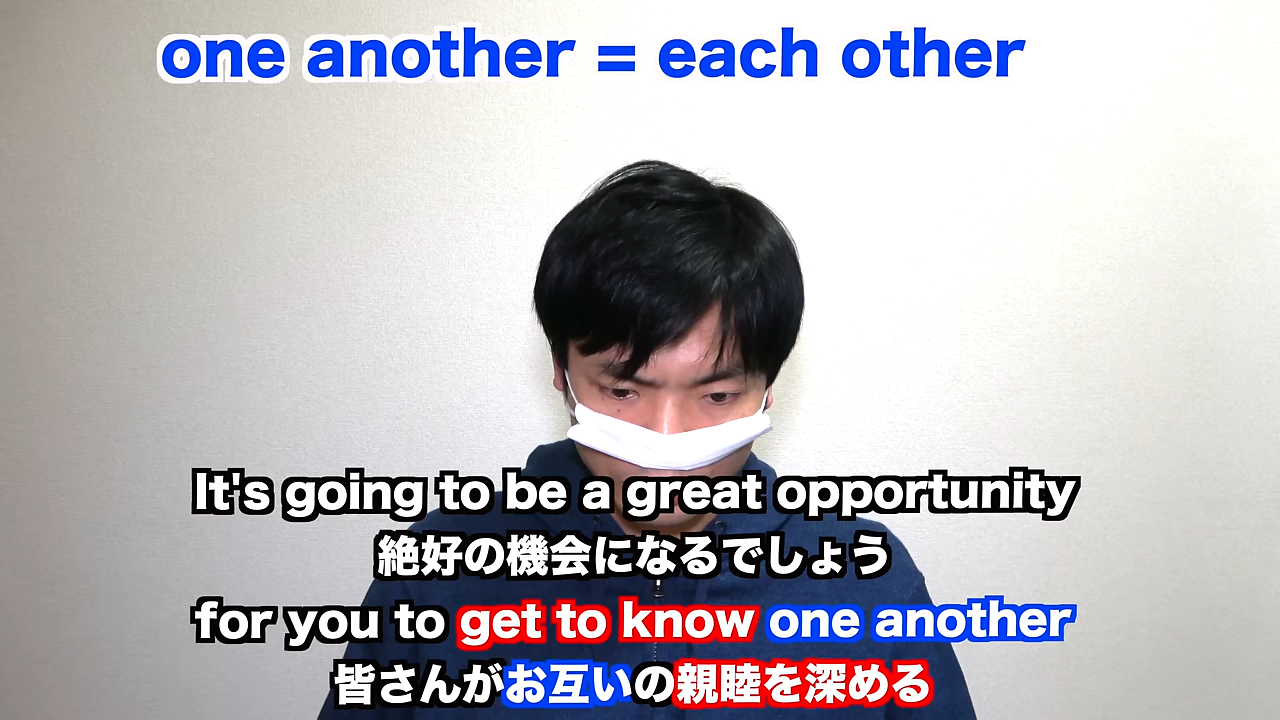 one another = each other
It's going to be a great opportunity
絶好の機会になるでしょう
for you to get to know one another
皆さんがお互いの親睦を深める